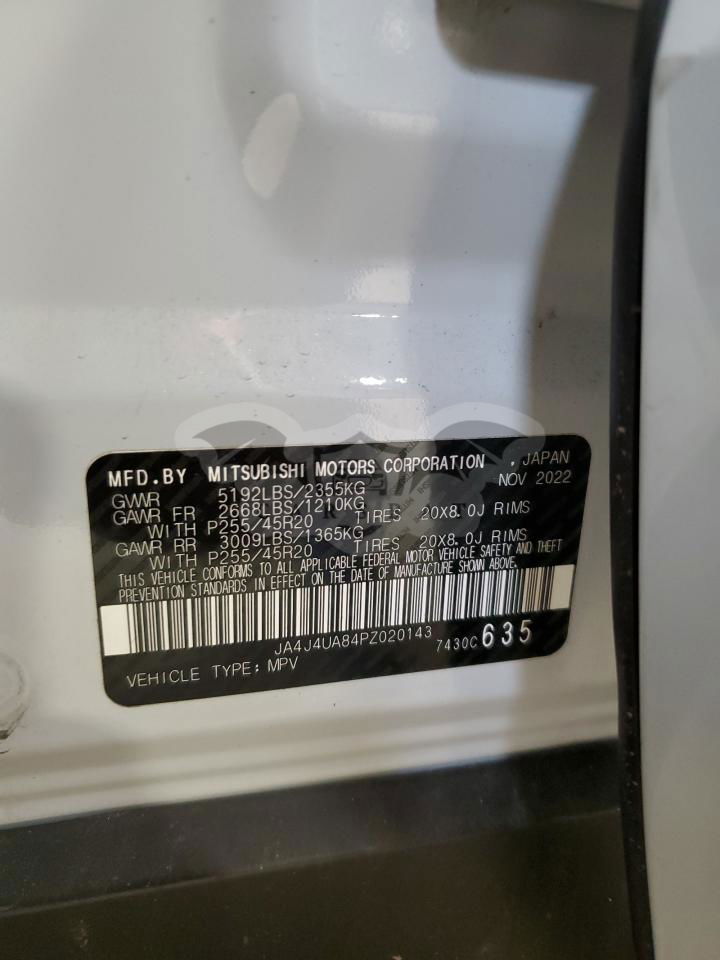 MFD.BY MITSUBISHI MOTORS CORPORATION , JAPAN
GVWR 5192LBS/2355KG NOV 2022
GAWR FR 2668LBS/1210KG
WITH P255/45R20 TIRES 20X8.0J RIMS
GAWR RR 3009LBS/1365KG
WITH P255/45R20 TIRES 20X8.0J RIMS
THIS VEHICLE CONFORMS TO ALL APPLICABLE FEDERAL MOTOR VEHICLE SAFETY AND THEFT
PREVENTION STANDARDS IN EFFECT ON THE DATE OF MANUFACTURE SHOWN ABOVE.
JA4J4UA84PZ020143 7430C 635
VEHICLE TYPE: MPV